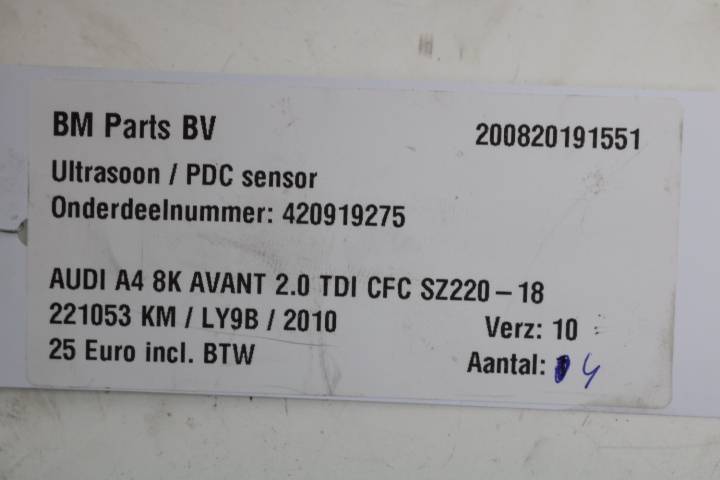 BM Parts BV 200820191551
Ultrasoon / PDC sensor
Onderdeelnummer: 420919275
AUDI A4 8K AVANT 2.0 TDI CFC SZ220-18
221053 KM / LY9B / 2010 Verz: 10
25 Euro incl. BTW Aantal: 4